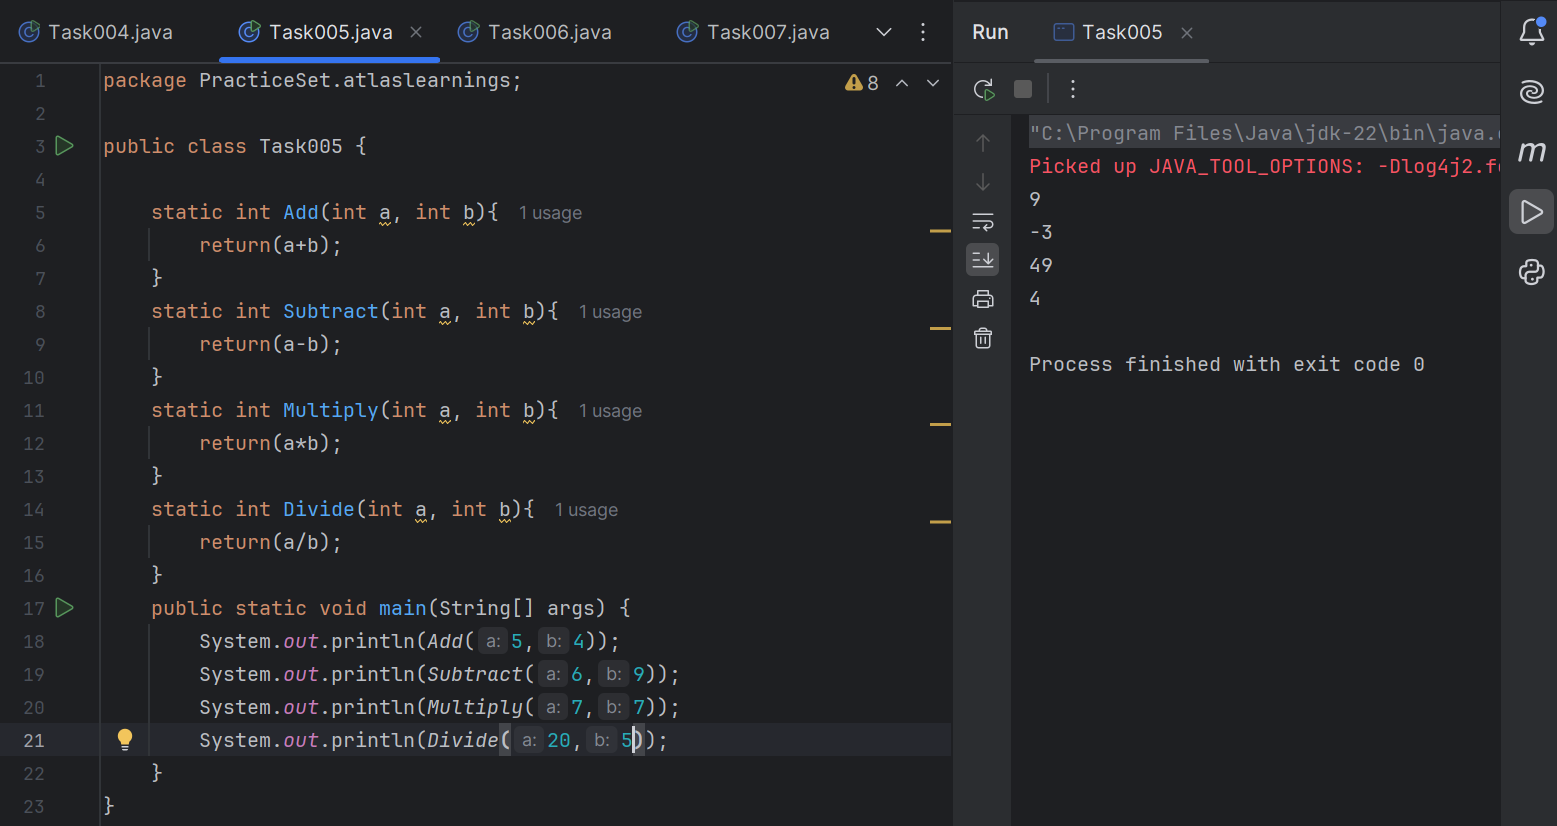 Task004.java Task005.java Task006.java Task007.java
Run Task005
1 package PracticeSet.atlaslearnings; 8
2
3 public class Task005 {
4
5 static int Add(int a, int b){ 1 usage
6 return(a+b);
7 }
8 static int Subtract(int a, int b){ 1 usage
9 return(a-b);
10 }
11 static int Multiply(int a, int b){ 1 usage
12 return(a*b);
13 }
14 static int Divide(int a, int b){ 1 usage
15 return(a/b);
16 }
17 public static void main(String[] args) {
18 System.out.println(Add( a: 5, b: 4));
19 System.out.println(Subtract( a: 6, b: 9));
20 System.out.println(Multiply( a: 7, b: 7));
21 System.out.println(Divide( a: 20, b: 5));
22 }
23 }
"C:\Program Files\Java\jdk-22\bin\java.
Picked up JAVA_TOOL_OPTIONS: -Dlog4j2.f
9
-3
49
4
Process finished with exit code 0
m